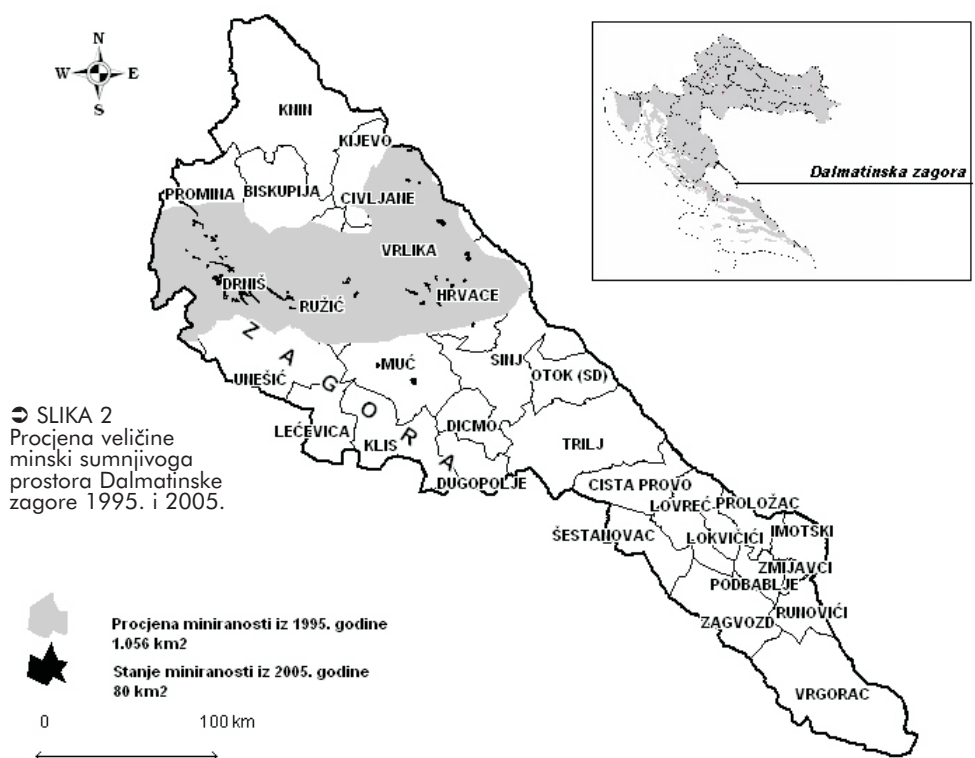 N
W E
S
Dalmatinska zagora
KNIN
KIJEVO
PROMINA
BISKUPIJA
CIVLJANE
VRLIKA
DRNIŠ
RUŽIĆ
HRVACE
ZAGORA
MUĆ
SINJ
OTOK (SD)
UNEŠIĆ
LEĆEVICA
KLIS
DICMO
TRILJ
DUGOPOLJE
CISTA PROVO
LOVREĆ
PROLOŽAC
ŠESTANOVAC
LOKVIČIĆI
IMOTSKI
ZMIJAVCI
PODBABLJE
ZAGVOZD
RUNOVIĆI
VRGORAC
➲ SLIKA 2
Procjena veličine
minski sumnjivoga
prostora Dalmatinske
zagore 1995. i 2005.
Procjena miniranosti iz 1995. godine
1.056 km2
Stanje miniranosti iz 2005. godine
80 km2
0 100 km